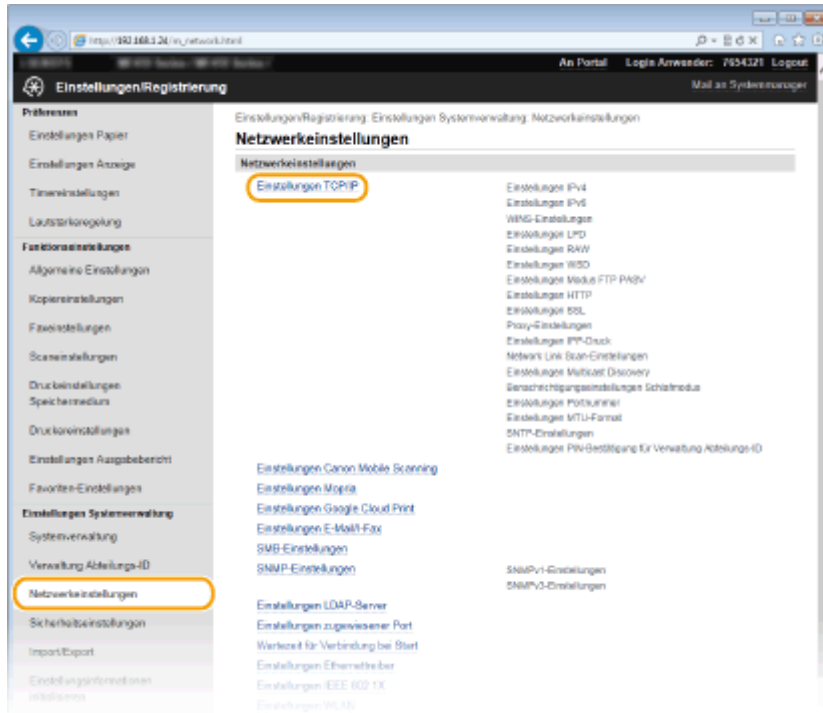 http://192.168.1.24/m_network.html
An Portal Login Anwender: 7654321 Logout
Einstellungen/Registrierung
Mail an Systemmanager
Präferenzen
Einstellungen Papier
Einstellungen Anzeige
Timereinstellungen
Lautstärkeregelung
Funktionseinstellungen
Allgemeine Einstellungen
Kopiereinstellungen
Faxeinstellungen
Scaneinstellungen
Druckeinstellungen
Speichermedium
Druckereinstellungen
Einstellungen Ausgabebericht
Favoriten-Einstellungen
Einstellungen Systemverwaltung
Systemverwaltung
Verwaltung Abteilungs-ID
Netzwerkeinstellungen
Sicherheitseinstellungen
Import/Export
Einstellungsinformationen
initialisieren
Einstellungen/Registrierung: Einstellungen Systemverwaltung: Netzwerkeinstellungen
Netzwerkeinstellungen
Netzwerkeinstellungen
Einstellungen TCP/IP
Einstellungen IPv4
Einstellungen IPv6
WINS-Einstellungen
Einstellungen LPD
Einstellungen RAW
Einstellungen WSD
Einstellungen Modus FTP PASV
Einstellungen HTTP
Einstellungen SSL
Proxy-Einstellungen
Einstellungen IPP-Druck
Network Link Scan-Einstellungen
Einstellungen Multicast Discovery
Benachrichtigungseinstellungen Schlafmodus
Einstellungen Portnummer
Einstellungen MTU-Format
SNTP-Einstellungen
Einstellungen PIN-Bestätigung für Verwaltung Abteilungs-ID
Einstellungen Canon Mobile Scanning
Einstellungen Mopria
Einstellungen Google Cloud Print
Einstellungen E-Mail/I-Fax
SMB-Einstellungen
SNMP-Einstellungen
SNMPv1-Einstellungen
SNMPv3-Einstellungen
Einstellungen LDAP-Server
Einstellungen zugewiesener Port
Wartezeit für Verbindung bei Start
Einstellungen Ethernettreiber
Einstellungen IEEE 802.1X
Einstellungen WLAN